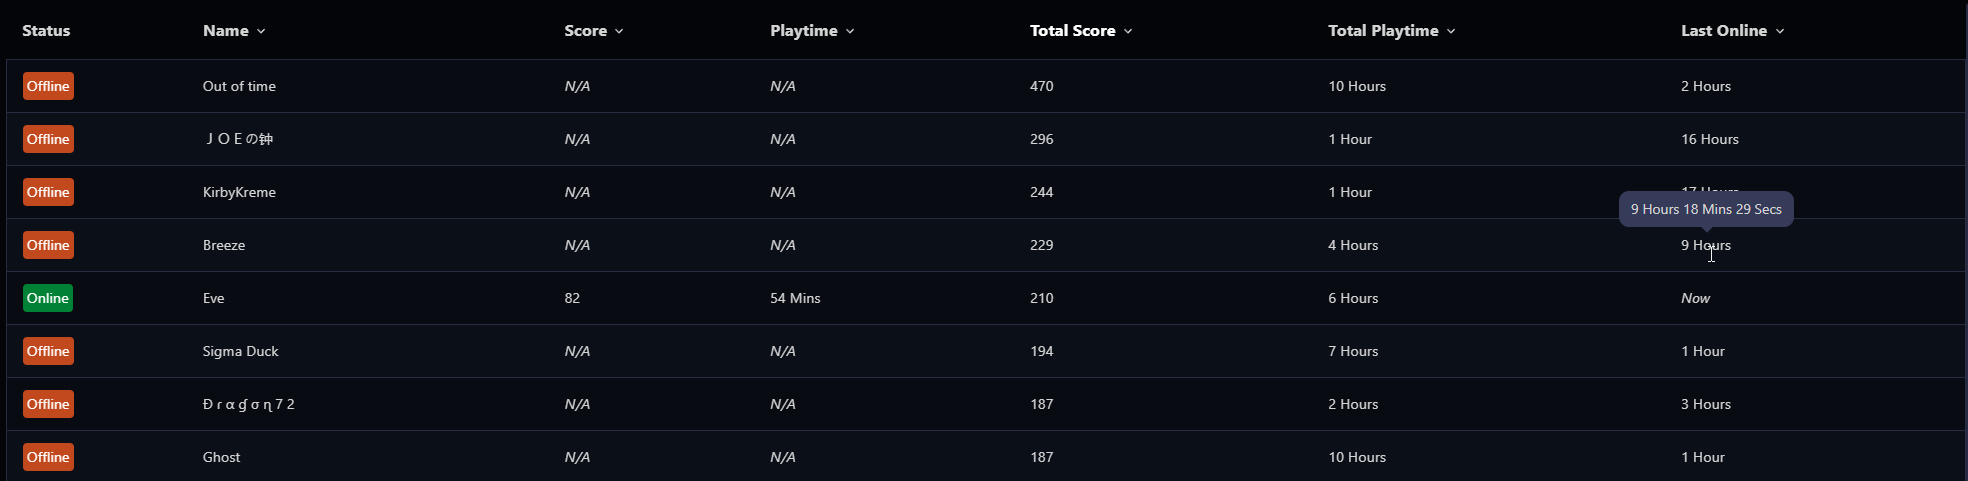 Status Name Score Playtime Total Score Total Playtime Last Online
Offline Out of time N/A N/A 470 10 Hours 2 Hours
Offline ＪＯＥの钟 N/A N/A 296 1 Hour 16 Hours
Offline KirbyKreme N/A N/A 244 1 Hour 17 Hours
9 Hours 18 Mins 29 Secs
Offline Breeze N/A N/A 229 4 Hours 9 Hours
Online Eve 82 54 Mins 210 6 Hours Now
Offline Sigma Duck N/A N/A 194 7 Hours 1 Hour
Offline Đ ɾ α ɠ σ ɳ 7 2 N/A N/A 187 2 Hours 3 Hours
Offline Ghost N/A N/A 187 10 Hours 1 Hour